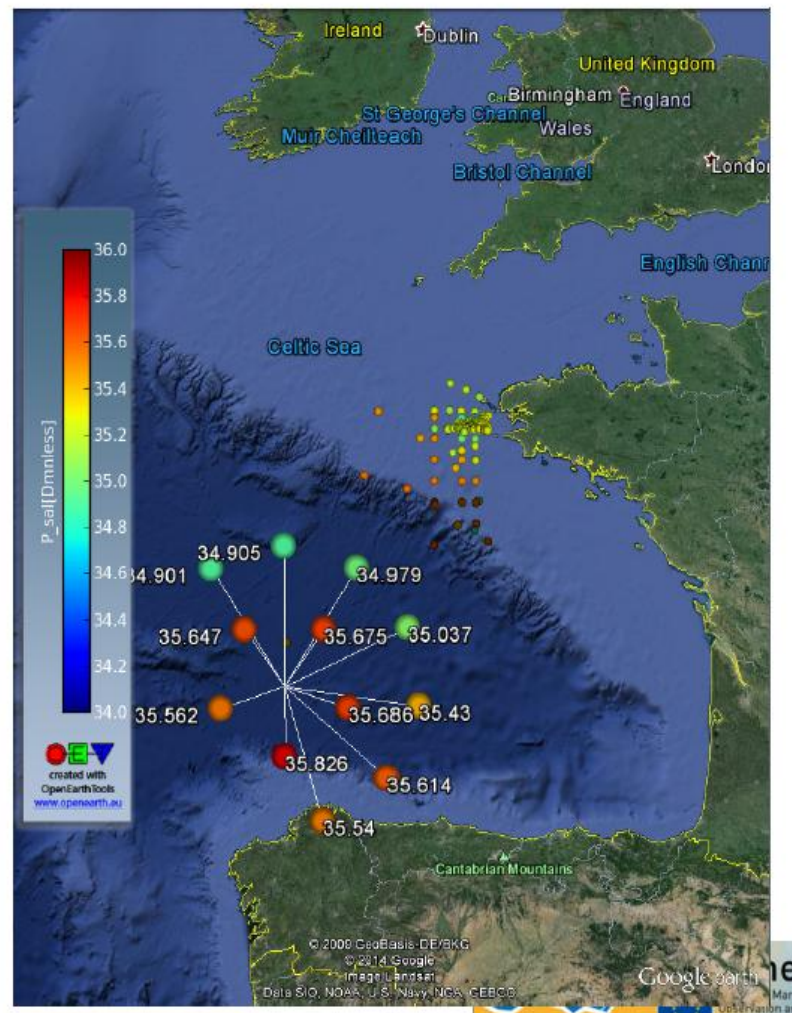 Ireland
Dublin
United Kingdom
Birmingham
England
St George's Channel
Muir Cheilteach
Wales
Bristol Channel
London
English Chann
Celtic Sea
P_sal[Dmnless]
36.0
35.8
35.6
35.4
35.2
35.0
34.8
34.6
34.4
34.2
34.0
created with
OpenEarthTools
www.openearth.eu
34.905
34.901
34.979
35.647
35.675
35.037
35.562
35.686
35.43
35.826
35.614
35.54
Cantabrian Mountains
© 2009 GeoBasis-DE/BKG
© 2014 Google
Image Landsat
Data SIO, NOAA, U.S. Navy, NGA, GEBCO
Google earth